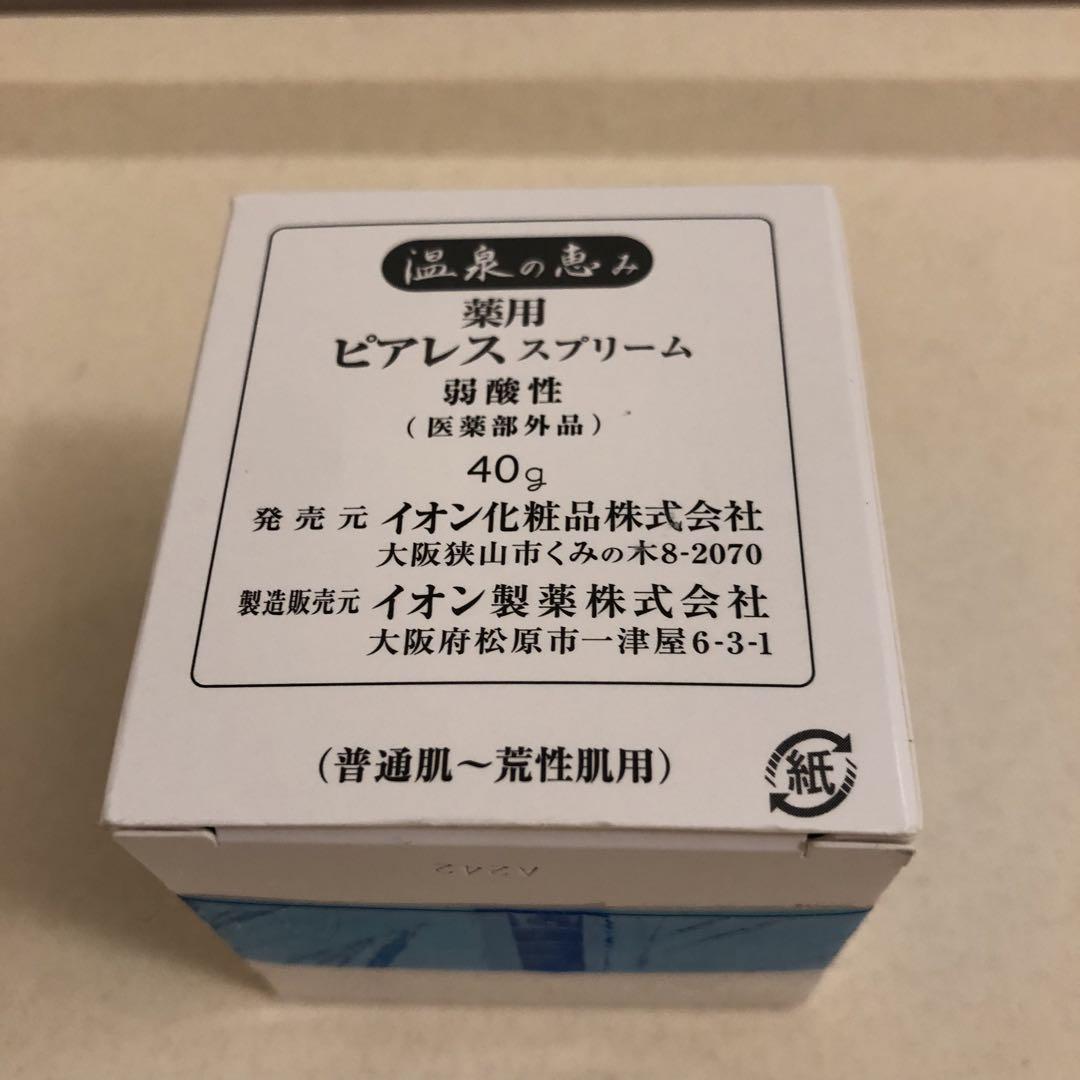 温泉の恵み
薬用
ピアレス スプリーム
弱酸性
(医薬部外品)
40g
発売元 イオン化粧品株式会社
大阪狭山市くみの木8-2070
製造販売元 イオン製薬株式会社
大阪府松原市一津屋6-3-1
(普通肌〜荒性肌用)
紙
A242